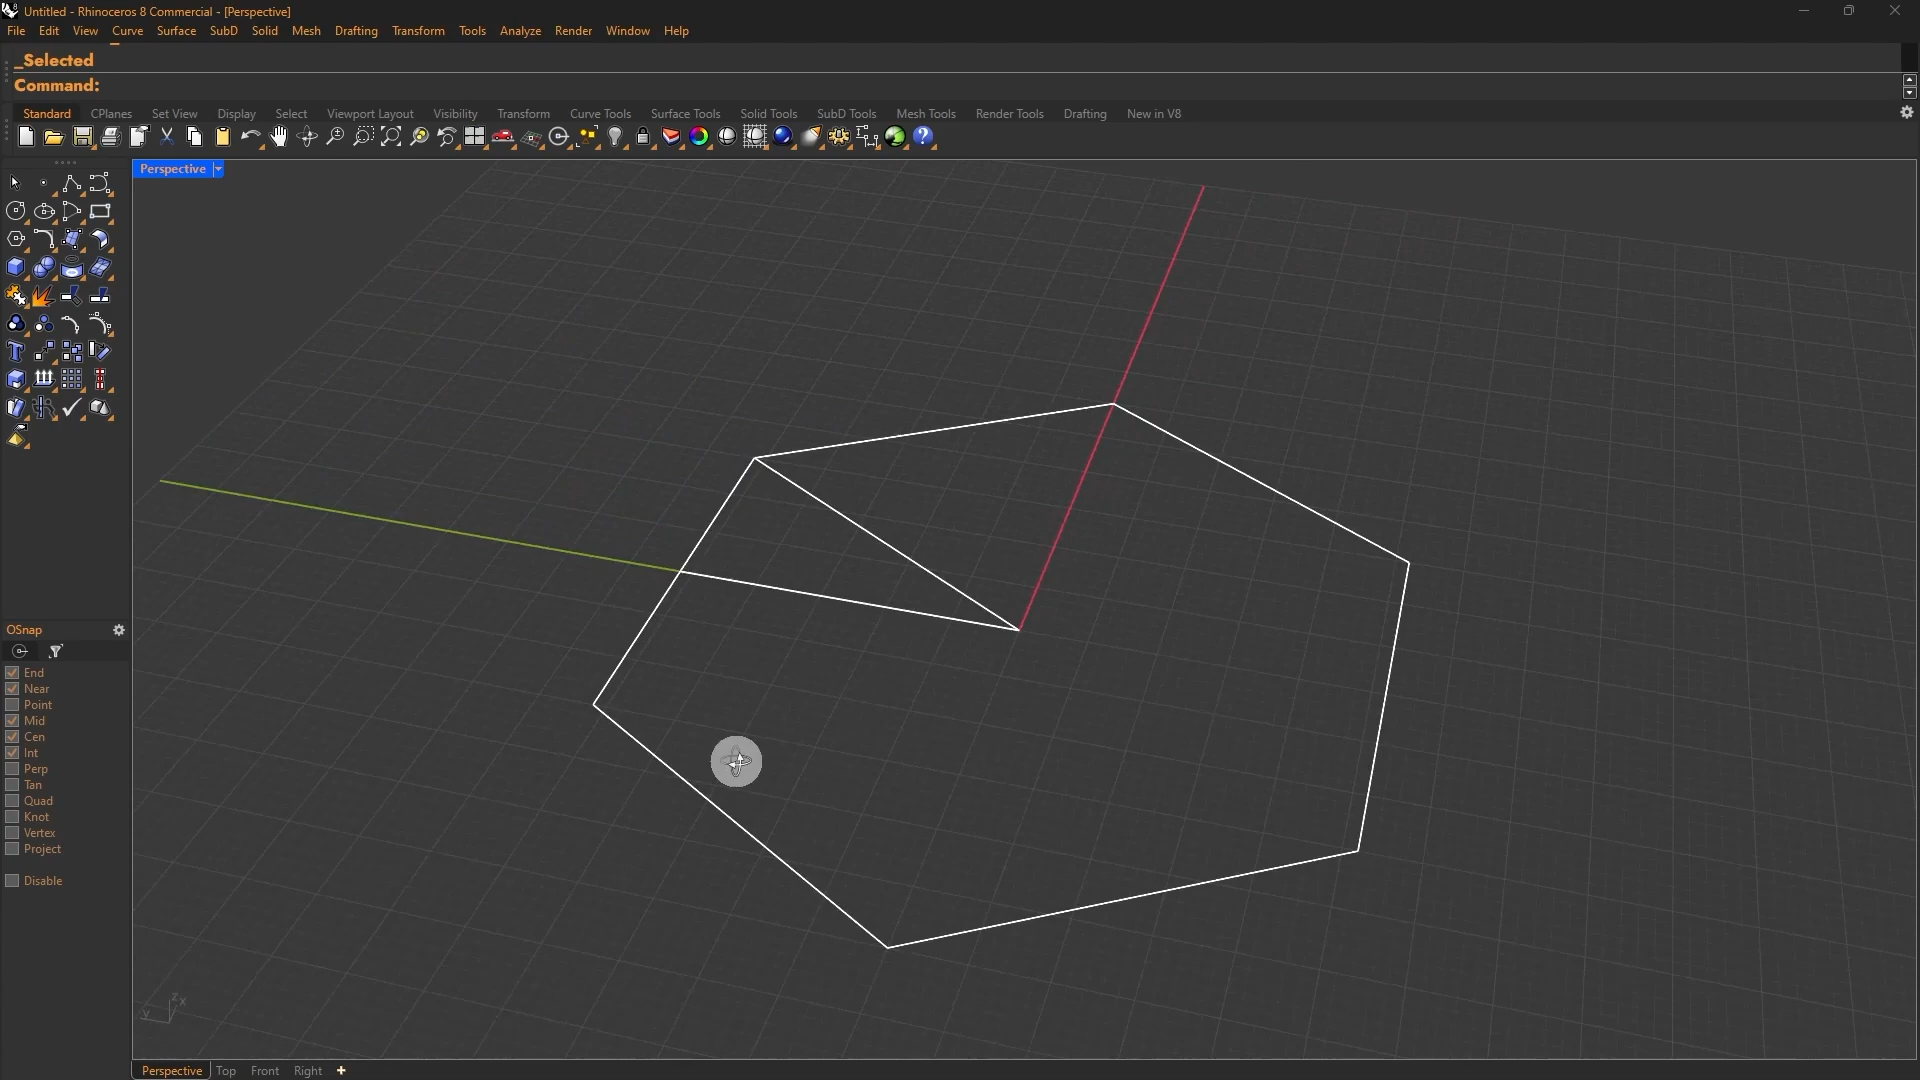 Untitled - Rhinoceros 8 Commercial - [Perspective]
File Edit View Curve Surface SubD Solid Mesh Drafting Transform Tools Analyze Render Window Help
_Selected
Command:
Standard CPlanes Set View Display Select Viewport Layout Visibility Transform Curve Tools Surface Tools Solid Tools SubD Tools Mesh Tools Render Tools Drafting New in V8
Perspective
OSnap
End
Near
Point
Mid
Cen
Int
Perp
Tan
Quad
Knot
Vertex
Project
Disable
z
x
y
Perspective Top Front Right